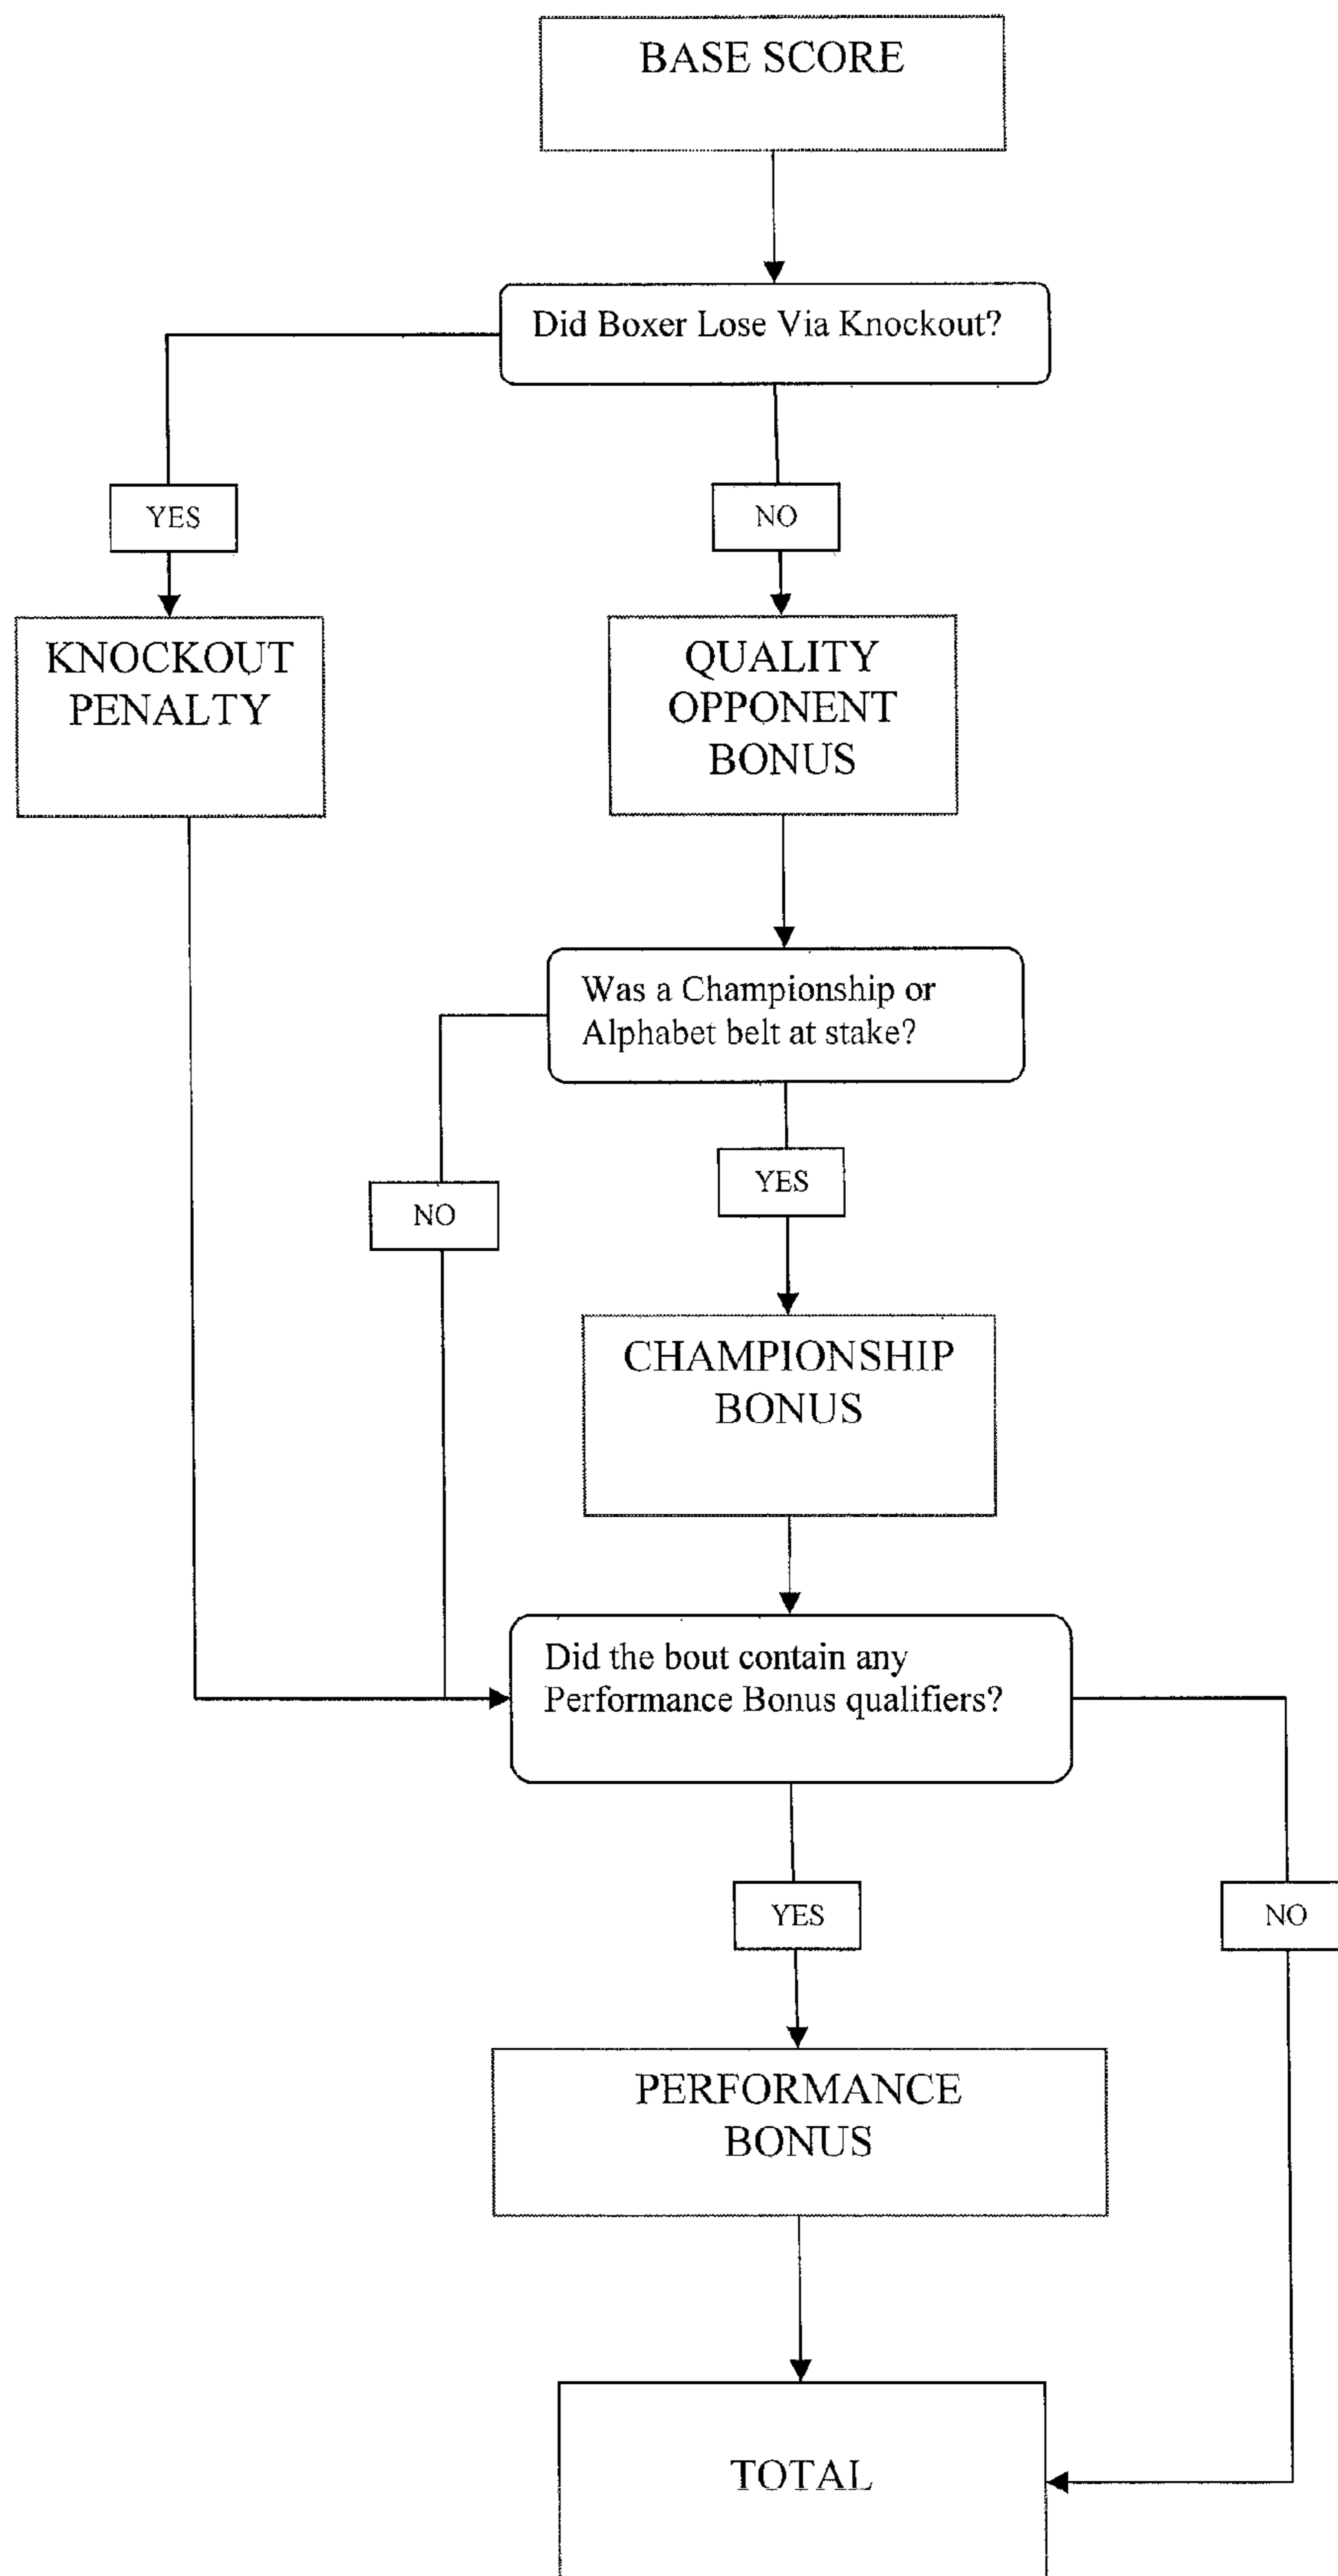 BASE SCORE
Did Boxer Lose Via Knockout?
YES
NO
KNOCKOUT
PENALTY
QUALITY
OPPONENT
BONUS
Was a Championship or
Alphabet belt at stake?
YES
NO
CHAMPIONSHIP
BONUS
Did the bout contain any
Performance Bonus qualifiers?
YES
NO
PERFORMANCE
BONUS
TOTAL